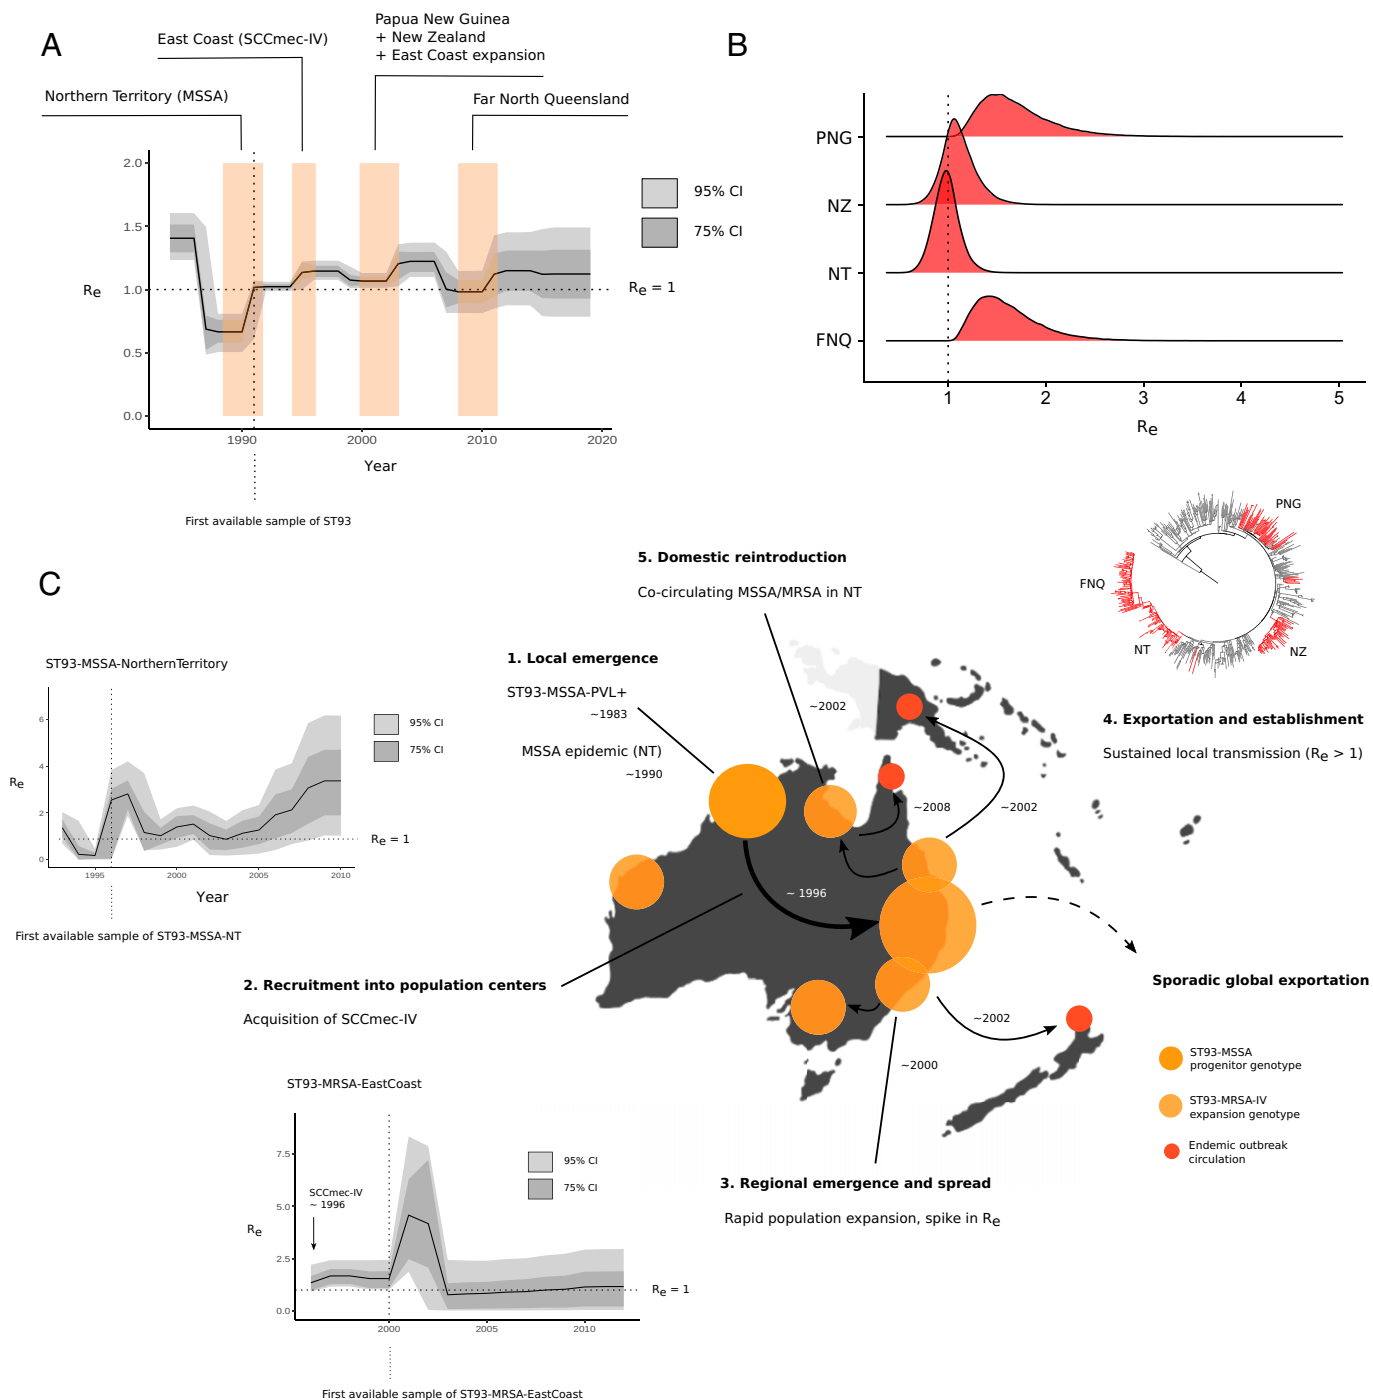 A
East Coast (SCCmec-IV)
Papua New Guinea
+ New Zealand
+ East Coast expansion
Northern Territory (MSSA)
Far North Queensland
2.0
1.5
1.0
0.5
0.0
Re
95% CI
75% CI
Re = 1
1990
2000
2010
2020
Year
First available sample of ST93
B
PNG
NZ
NT
FNQ
1
2
3
4
5
Re
C
ST93-MSSA-NorthernTerritory
6
4
2
0
Re
95% CI
75% CI
Re = 1
1995
2000
2005
2010
Year
First available sample of ST93-MSSA-NT
5. Domestic reintroduction
Co-circulating MSSA/MRSA in NT
1. Local emergence
ST93-MSSA-PVL+
~1983
MSSA epidemic (NT)
~1990
PNG
FNQ
NT
NZ
4. Exportation and establishment
Sustained local transmission (Re > 1)
~2002
~2008
~2002
~ 1996
~2002
~2000
2. Recruitment into population centers
Acquisition of SCCmec-IV
Sporadic global exportation
ST93-MSSA
progenitor genotype
ST93-MRSA-IV
expansion genotype
Endemic outbreak
circulation
3. Regional emergence and spread
Rapid population expansion, spike in Re
ST93-MRSA-EastCoast
7.5
5.0
2.5
0.0
Re
SCCmec-IV
~ 1996
95% CI
75% CI
Re = 1
2000
2005
2010
First available sample of ST93-MRSA-EastCoast